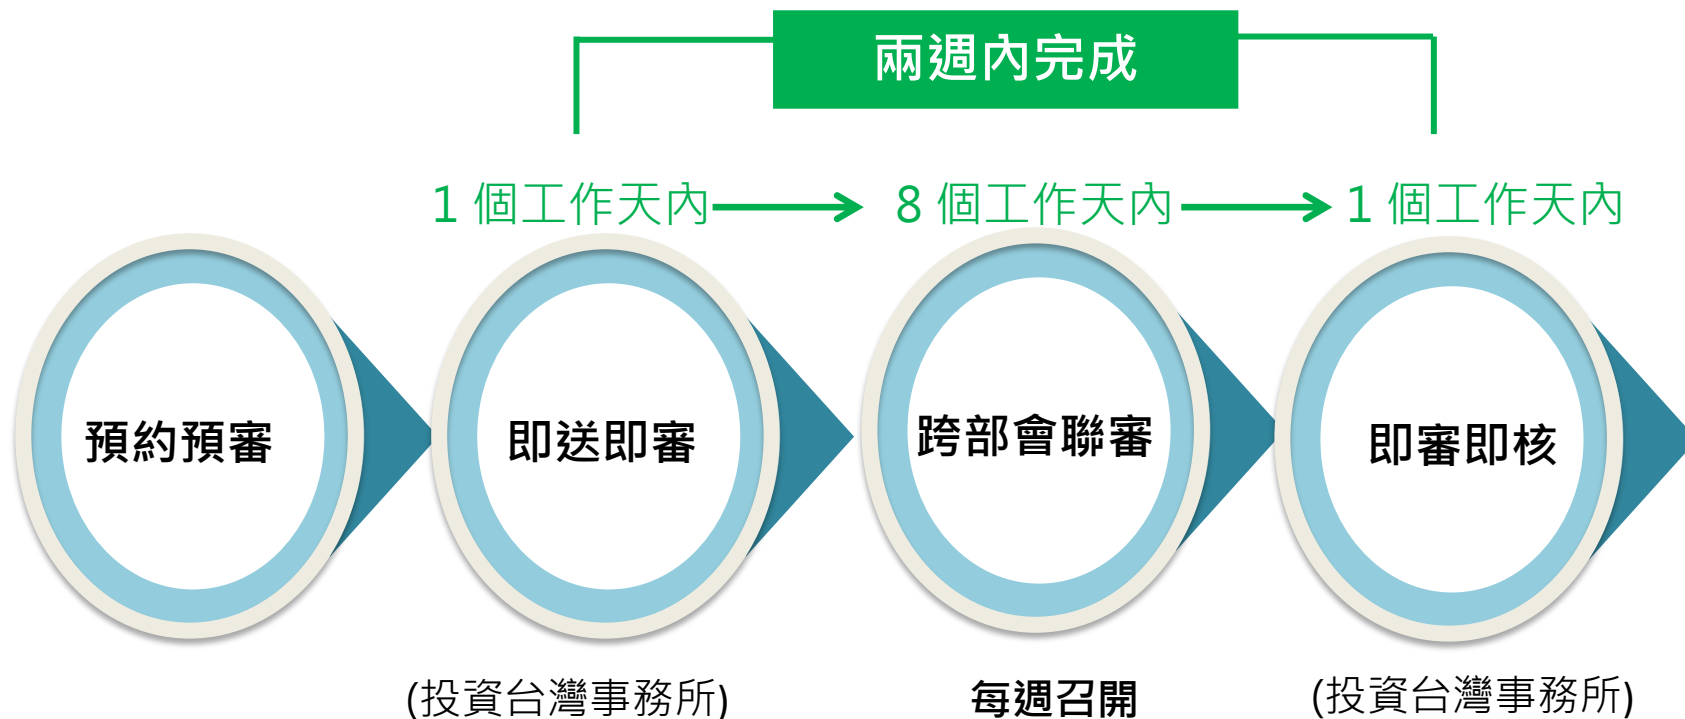 兩週內完成
1 個工作天內 8 個工作天內 1 個工作天內
預約預審 即送即審 跨部會聯審 即審即核
(投資台灣事務所) 每週召開 (投資台灣事務所)